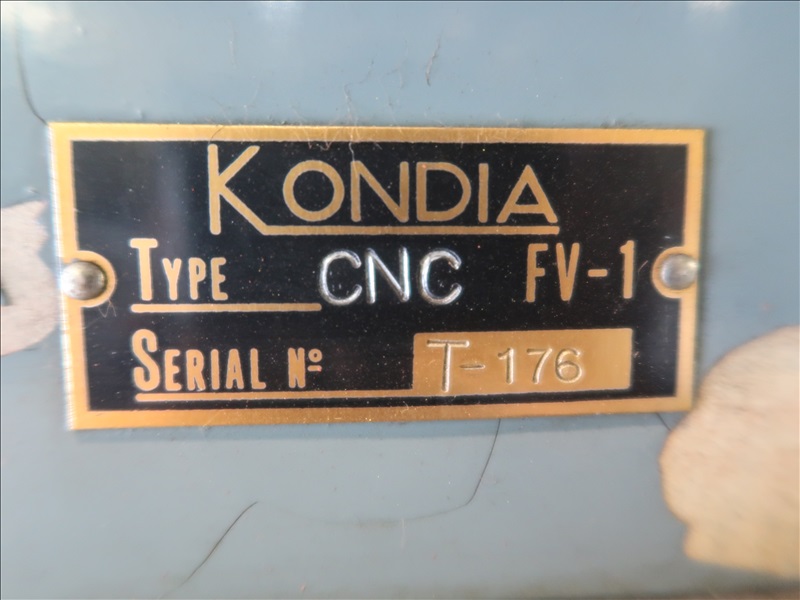 KONDIA
TYPE CNC FV-1
SERIAL Nº T-176